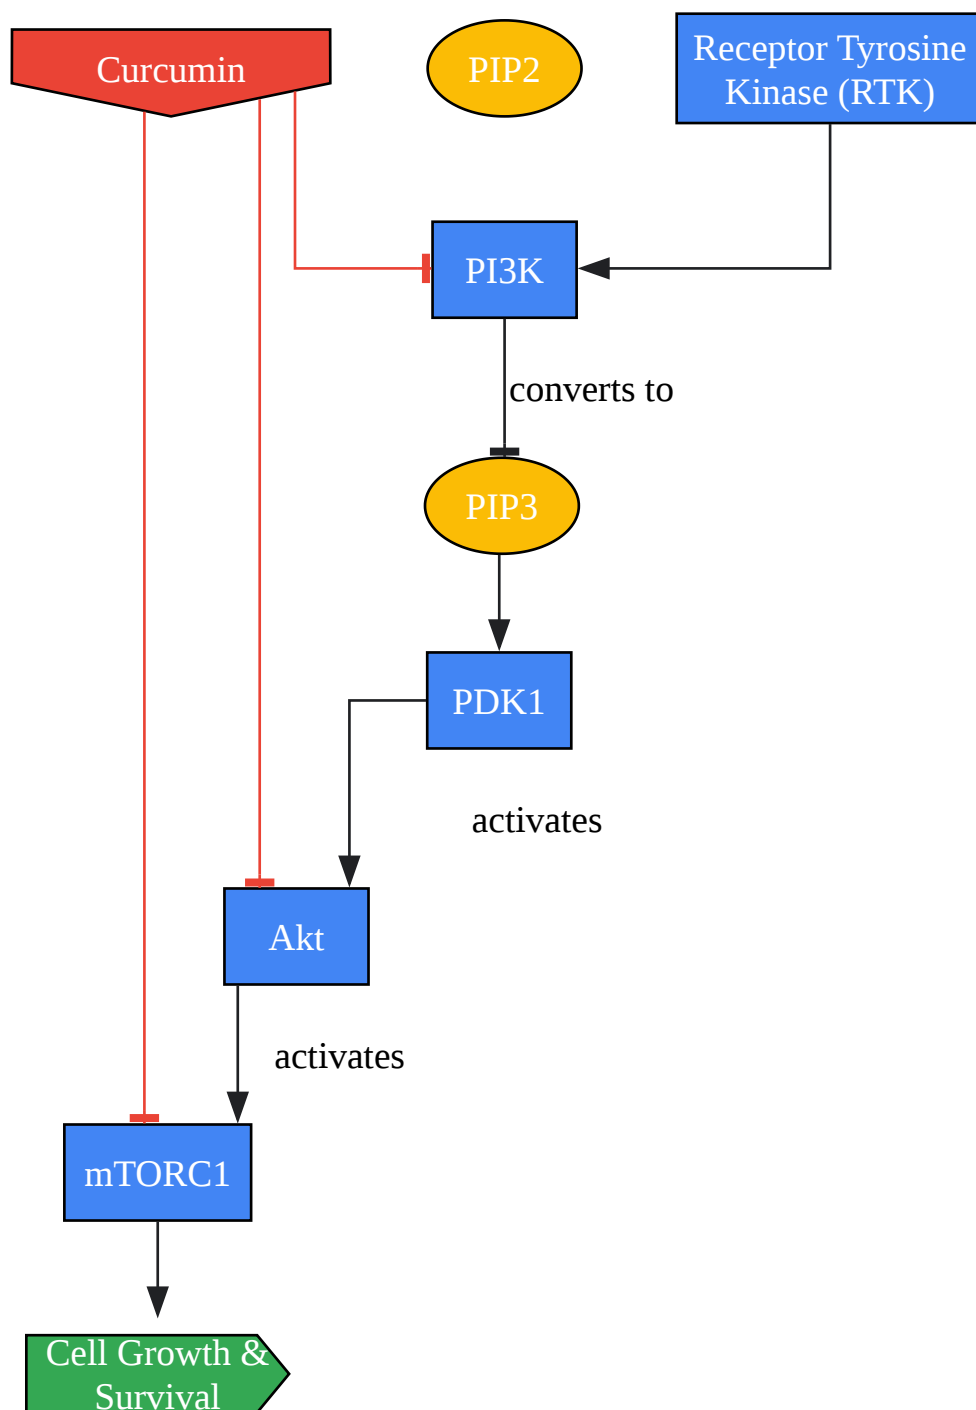 Curcumin
PIP2
Receptor Tyrosine
Kinase (RTK)
PI3K
converts to
PIP3
PDK1
activates
Akt
activates
mTORC1
Cell Growth &
Survival